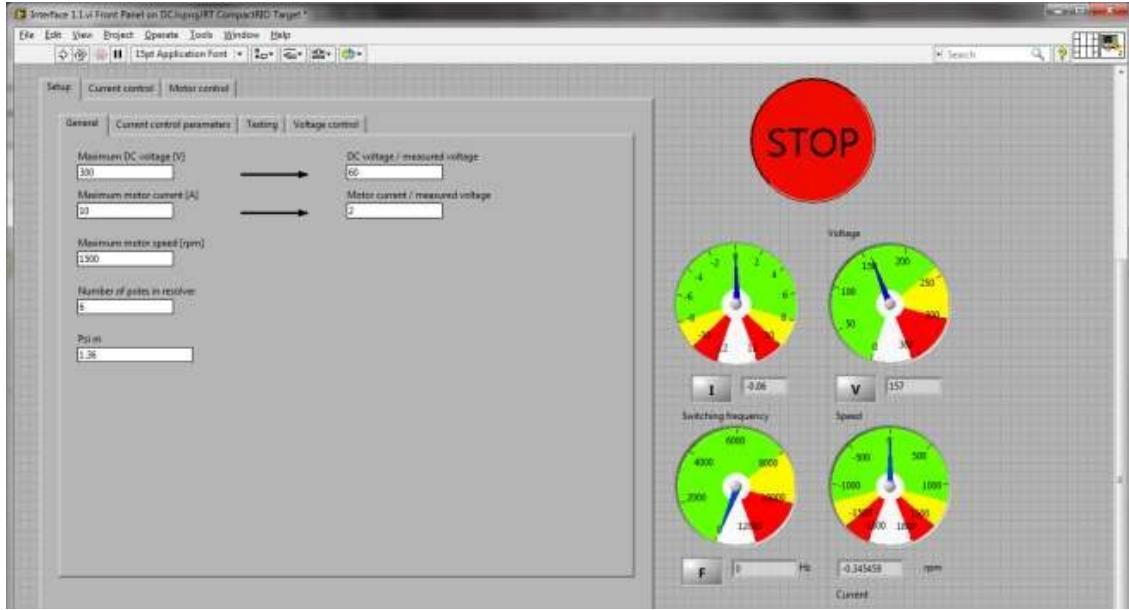 Interface 1.1.vi Front Panel on DC.lvproj/RT CompactRIO Target *
File Edit View Project Operate Tools Window Help
15pt Application Font
Search
Setup Current control Motor control
General Current control parameters Testing Voltage control
Maximum DC voltage [V]
300
DC voltage / measured voltage
60
Maximum motor current [A]
10
Motor current / measured voltage
2
Maximum motor speed [rpm]
1500
Number of poles in resolver
6
Psi m
1.36
STOP
-8 -6 -4 -2 0 2 4 6 8
I
-0.06
Voltage
0 50 100 150 200 250 300
V
157
Switching frequency
0 2000 4000 6000 8000 10000
F
0
Hz
Speed
-1500 -1000 -500 0 500 1000
-0.345459
rpm
Current